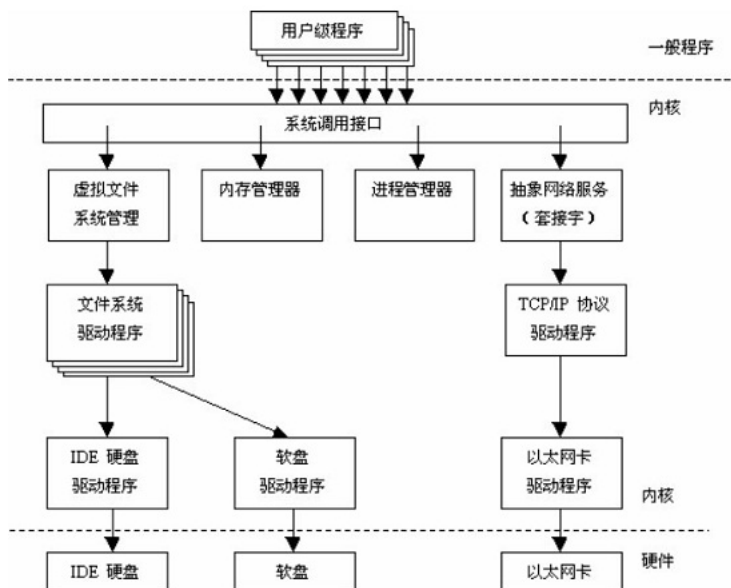 用户级程序
一般程序
内核
系统调用接口
虚拟文件
系统管理
内存管理器
进程管理器
抽象网络服务
（套接字）
文件系统
驱动程序
TCP/IP 协议
驱动程序
IDE 硬盘
驱动程序
软盘
驱动程序
以太网卡
驱动程序
内核
硬件
IDE 硬盘
软盘
以太网卡